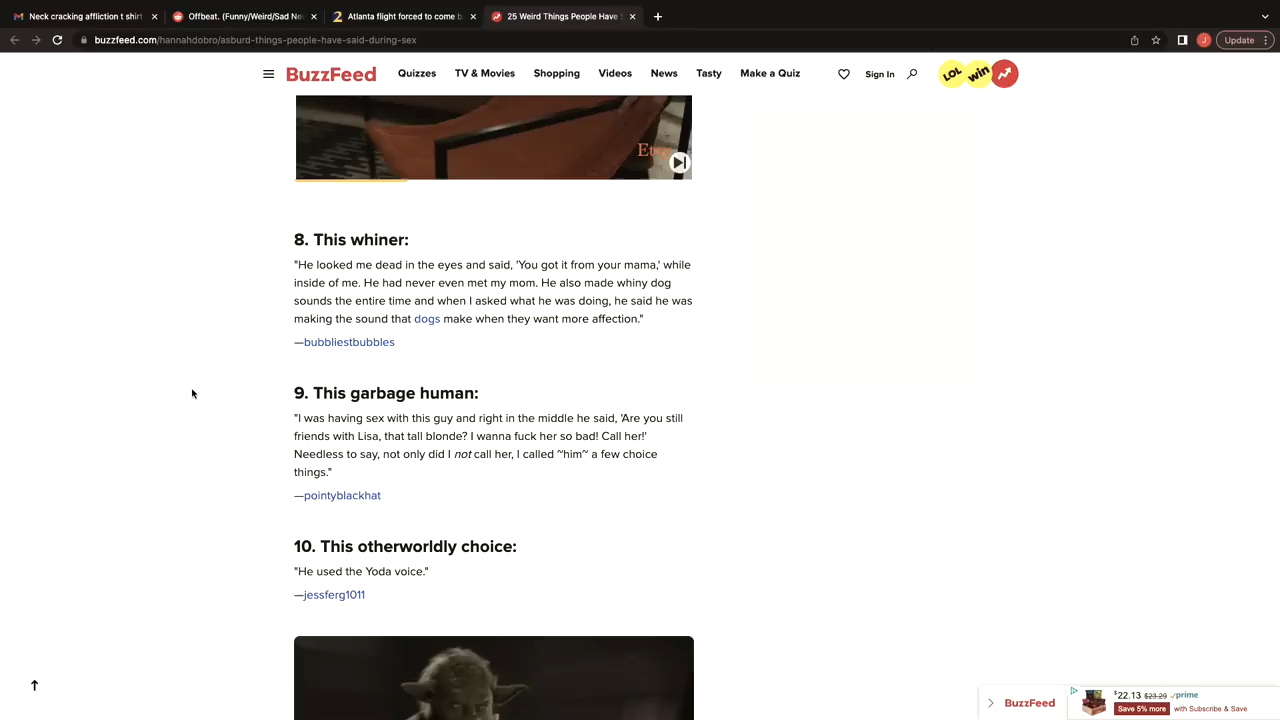 Neck cracking affliction t shirt
Offbeat. (Funny/Weird/Sad Ne
Atlanta flight forced to come b
25 Weird Things People Have S
buzzfeed.com/hannahdobro/asburd-things-people-have-said-during-sex
J
Update
BuzzFeed
Quizzes
TV & Movies
Shopping
Videos
News
Tasty
Make a Quiz
Sign In
LOL
win
8. This whiner:
"He looked me dead in the eyes and said, 'You got it from your mama,' while
inside of me. He had never even met my mom. He also made whiny dog
sounds the entire time and when I asked what he was doing, he said he was
making the sound that dogs make when they want more affection."
—bubbliestbubbles
9. This garbage human:
"I was having sex with this guy and right in the middle he said, 'Are you still
friends with Lisa, that tall blonde? I wanna fuck her so bad! Call her!'
Needless to say, not only did I not call her, I called ~him~ a few choice
things."
—pointyblackhat
10. This otherworldly choice:
"He used the Yoda voice."
—jessferg1011
BuzzFeed
$22.13 $23.29 prime
Save 5% more with Subscribe & Save